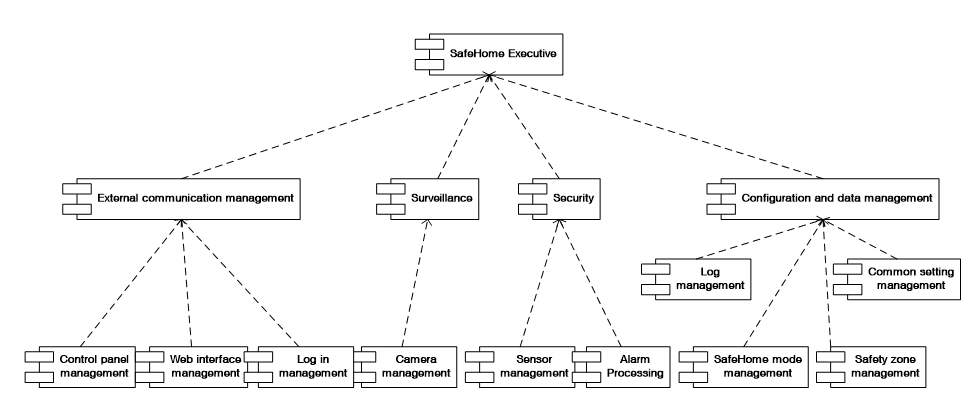 SafeHome Executive
External communication management
Surveillance
Security
Configuration and data management
Log
management
Common setting
management
Control panel
management
Web interface
management
Log in
management
Camera
management
Sensor
management
Alarm
Processing
SafeHome mode
management
Safety zone
management